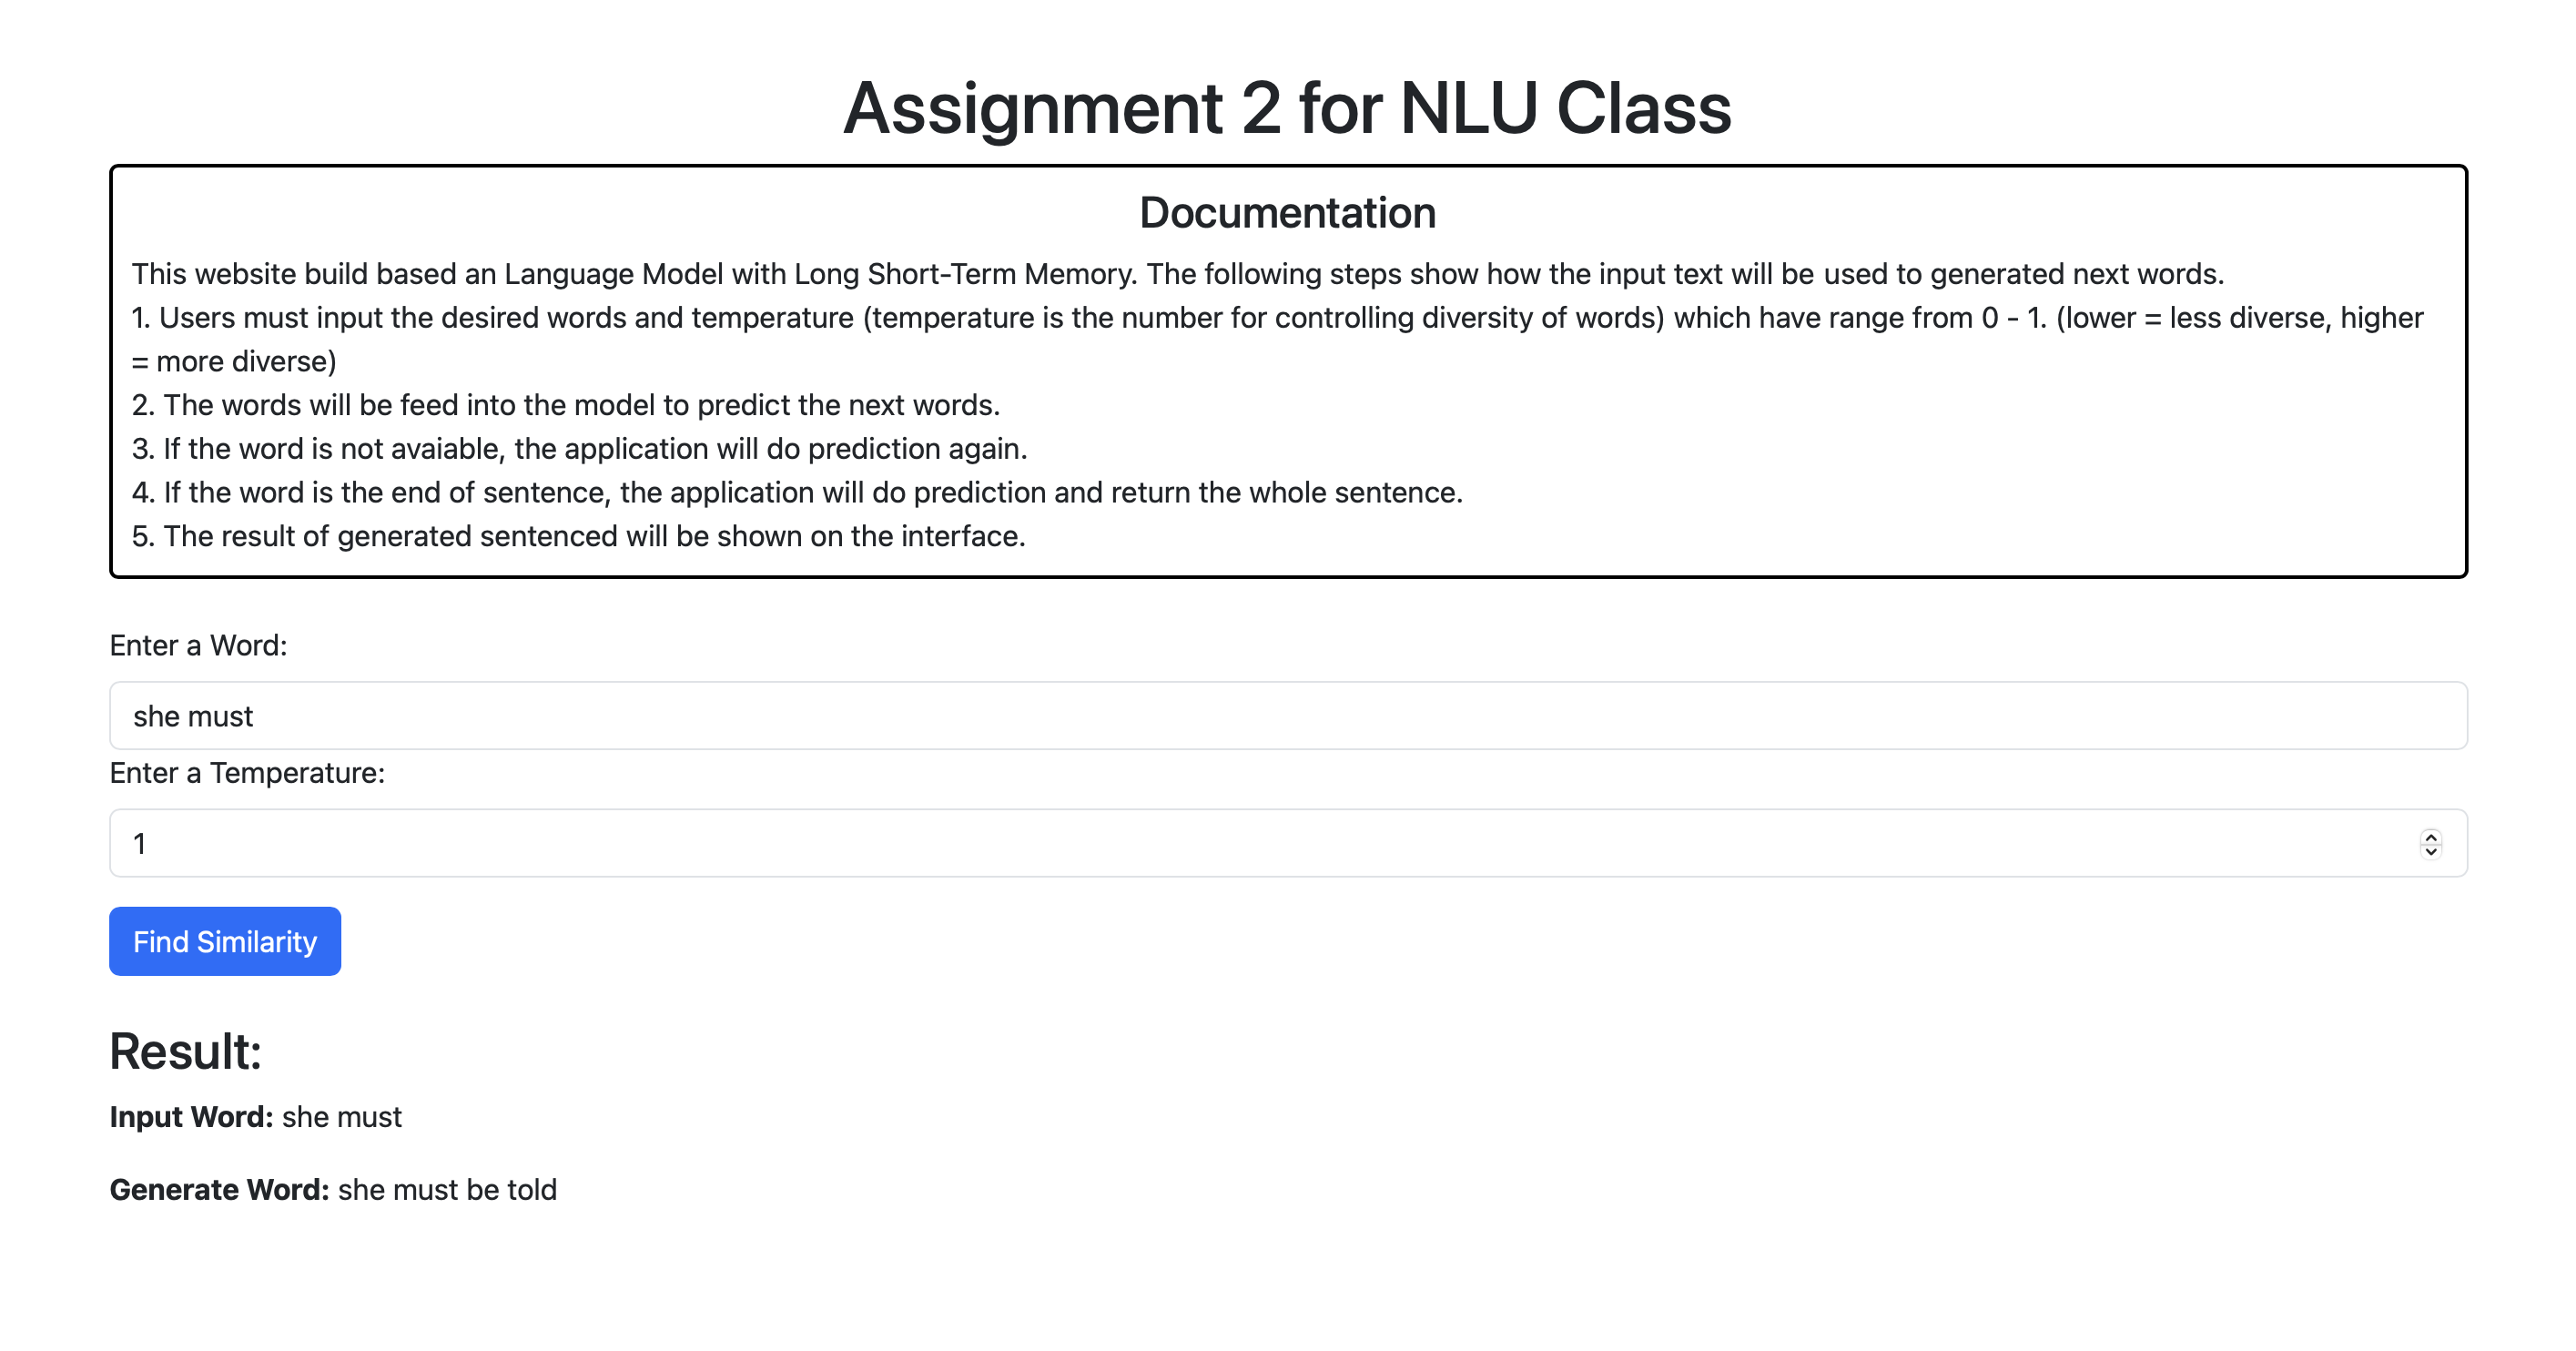 Assignment 2 for NLU Class
Documentation
This website build based an Language Model with Long Short-Term Memory. The following steps show how the input text will be used to generated next words.
1. Users must input the desired words and temperature (temperature is the number for controlling diversity of words) which have range from 0 - 1. (lower = less diverse, higher
= more diverse)
2. The words will be feed into the model to predict the next words.
3. If the word is not avaiable, the application will do prediction again.
4. If the word is the end of sentence, the application will do prediction and return the whole sentence.
5. The result of generated sentenced will be shown on the interface.
Enter a Word:
she must
Enter a Temperature:
1
Find Similarity
Result:
Input Word: she must
Generate Word: she must be told